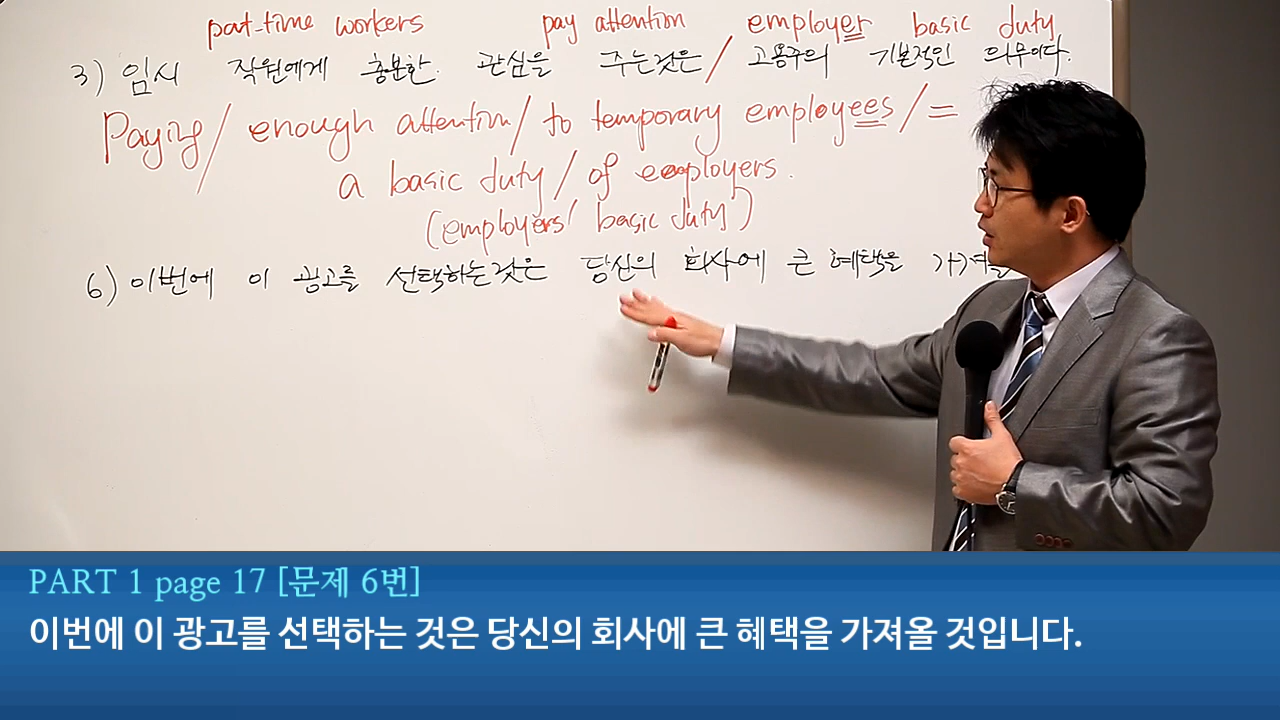 part-time workers pay attention employer basic duty
3) 임시 직원에게 충분한 관심을 주는것은 / 고용주의 기본적인 의무이다.
Paying / enough attention / to temporary employees / =
a basic duty / of employers.
(employers' basic duty)
6) 이번에 이 광고를 선택하는것은 당신의 회사에 큰 혜택을 가져올
PART 1 page 17 [문제 6번]
이번에 이 광고를 선택하는 것은 당신의 회사에 큰 혜택을 가져올 것입니다.